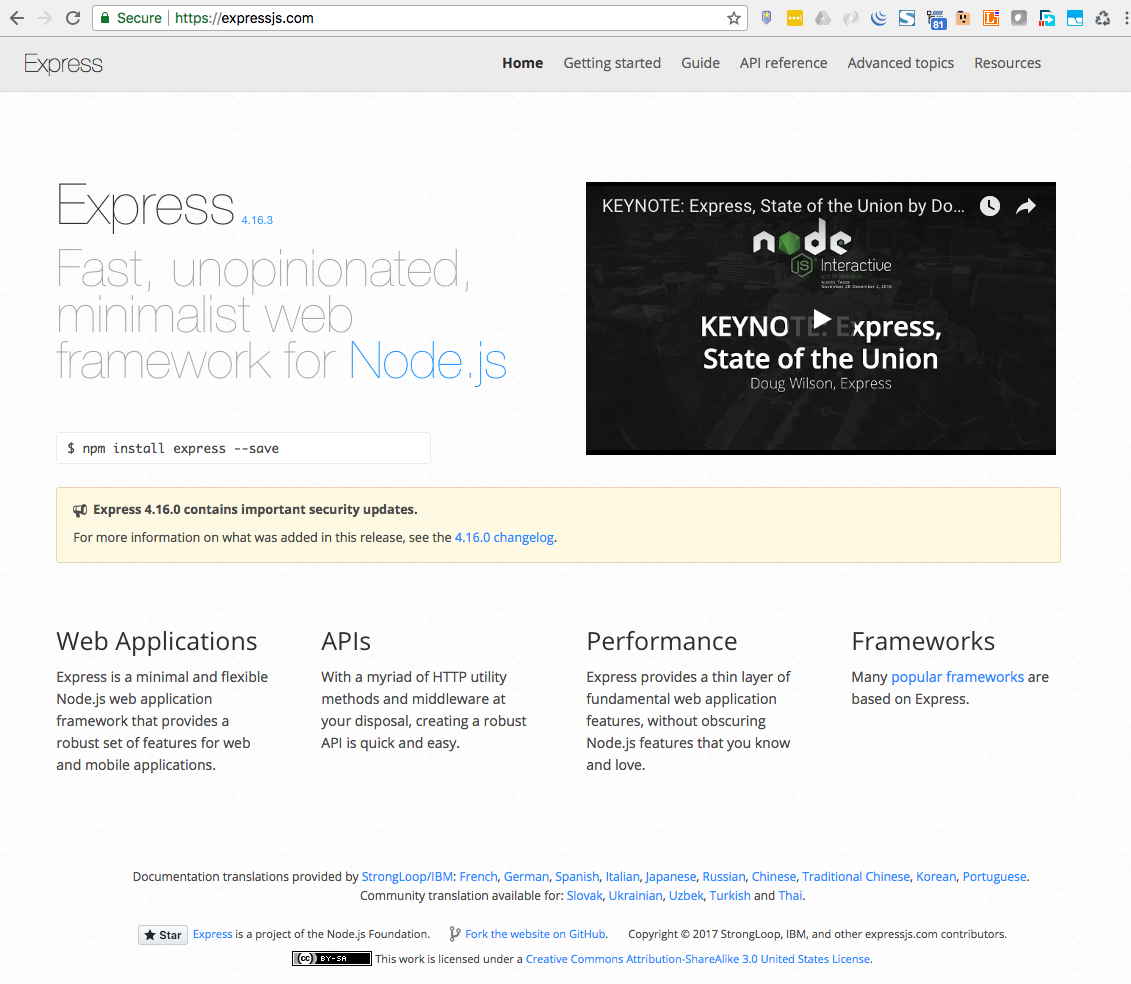 Secure | https://expressjs.com
81
Express
Home Getting started Guide API reference Advanced topics Resources
Express 4.16.3
Fast, unopinionated,
minimalist web
framework for Node.js
$ npm install express --save
KEYNOTE: Express, State of the Union by Do...
node
JS Interactive
Austin, Texas
November 29-December 2, 2016
KEYNOTE: Express,
State of the Union
Doug Wilson, Express
Express 4.16.0 contains important security updates.
For more information on what was added in this release, see the 4.16.0 changelog.
Web Applications
Express is a minimal and flexible
Node.js web application
framework that provides a
robust set of features for web
and mobile applications.
APIs
With a myriad of HTTP utility
methods and middleware at
your disposal, creating a robust
API is quick and easy.
Performance
Express provides a thin layer of
fundamental web application
features, without obscuring
Node.js features that you know
and love.
Frameworks
Many popular frameworks are
based on Express.
Documentation translations provided by StrongLoop/IBM: French, German, Spanish, Italian, Japanese, Russian, Chinese, Traditional Chinese, Korean, Portuguese.
Community translation available for: Slovak, Ukrainian, Uzbek, Turkish and Thai.
Star Express is a project of the Node.js Foundation. Fork the website on GitHub. Copyright © 2017 StrongLoop, IBM, and other expressjs.com contributors.
(cc) BY-SA This work is licensed under a Creative Commons Attribution-ShareAlike 3.0 United States License.